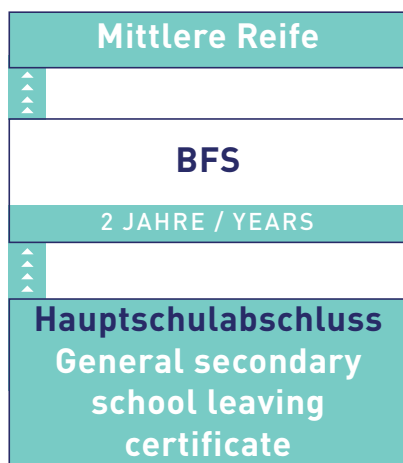 Mittlere Reife
BFS
2 JAHRE / YEARS
Hauptschulabschluss
General secondary
school leaving
certificate